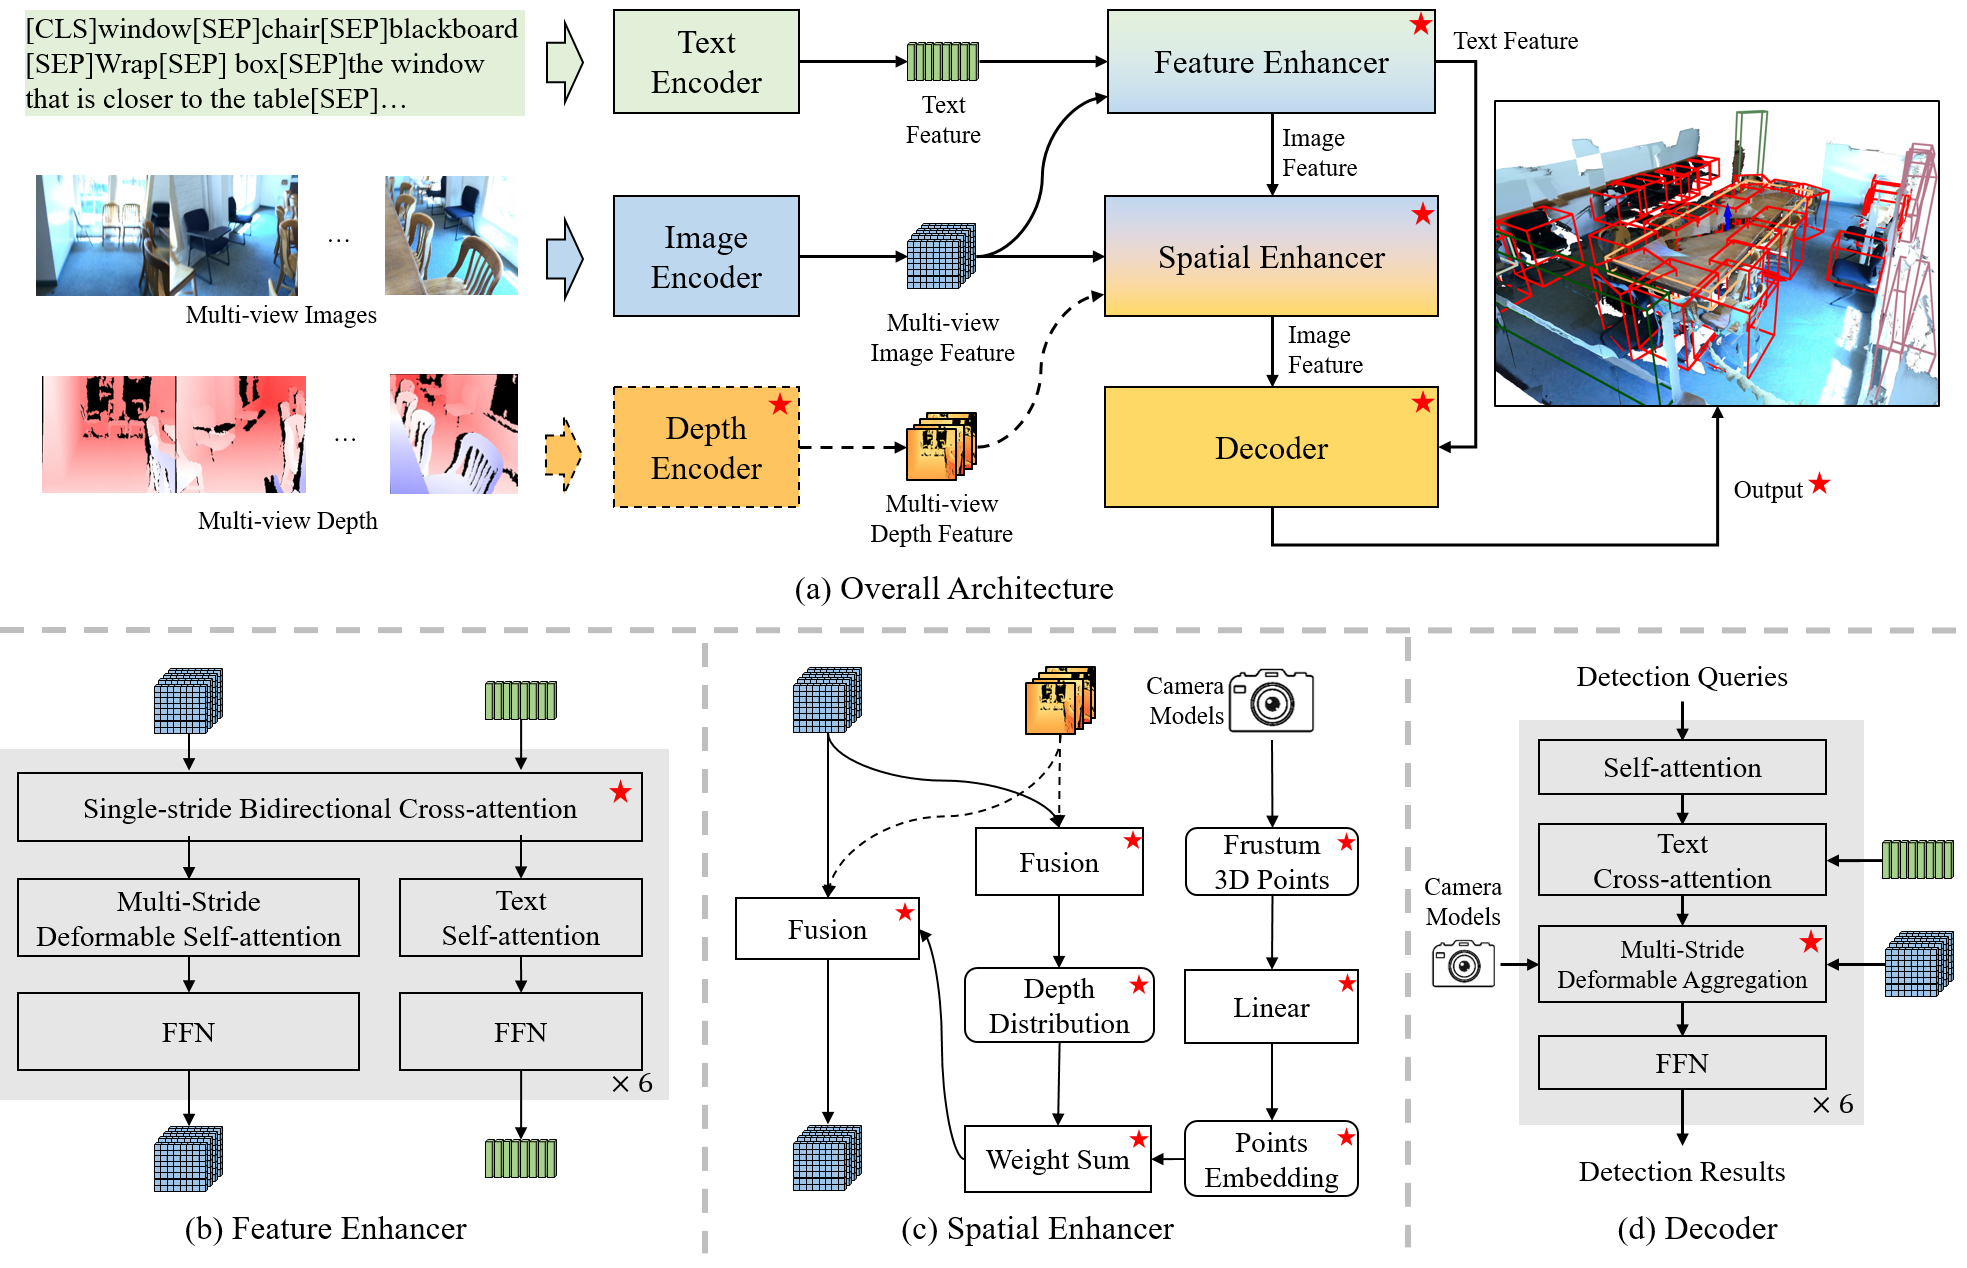 [CLS]window[SEP]chair[SEP]blackboard
[SEP]Wrap[SEP] box[SEP]the window
that is closer to the table[SEP]…
Text
Encoder
Text
Feature
Feature Enhancer
Text Feature
Image
Feature
…
Multi-view Images
Image
Encoder
Multi-view
Image Feature
Spatial Enhancer
Image
Feature
…
Multi-view Depth
Depth
Encoder
Multi-view
Depth Feature
Decoder
Output
(a) Overall Architecture
Single-stride Bidirectional Cross-attention
Multi-Stride
Deformable Self-attention
Text
Self-attention
FFN
FFN
× 6
(b) Feature Enhancer
Camera
Models
Fusion
Frustum
3D Points
Fusion
Depth
Distribution
Linear
Weight Sum
Points
Embedding
(c) Spatial Enhancer
Detection Queries
Self-attention
Text
Cross-attention
Camera
Models
Multi-Stride
Deformable Aggregation
FFN
× 6
Detection Results
(d) Decoder